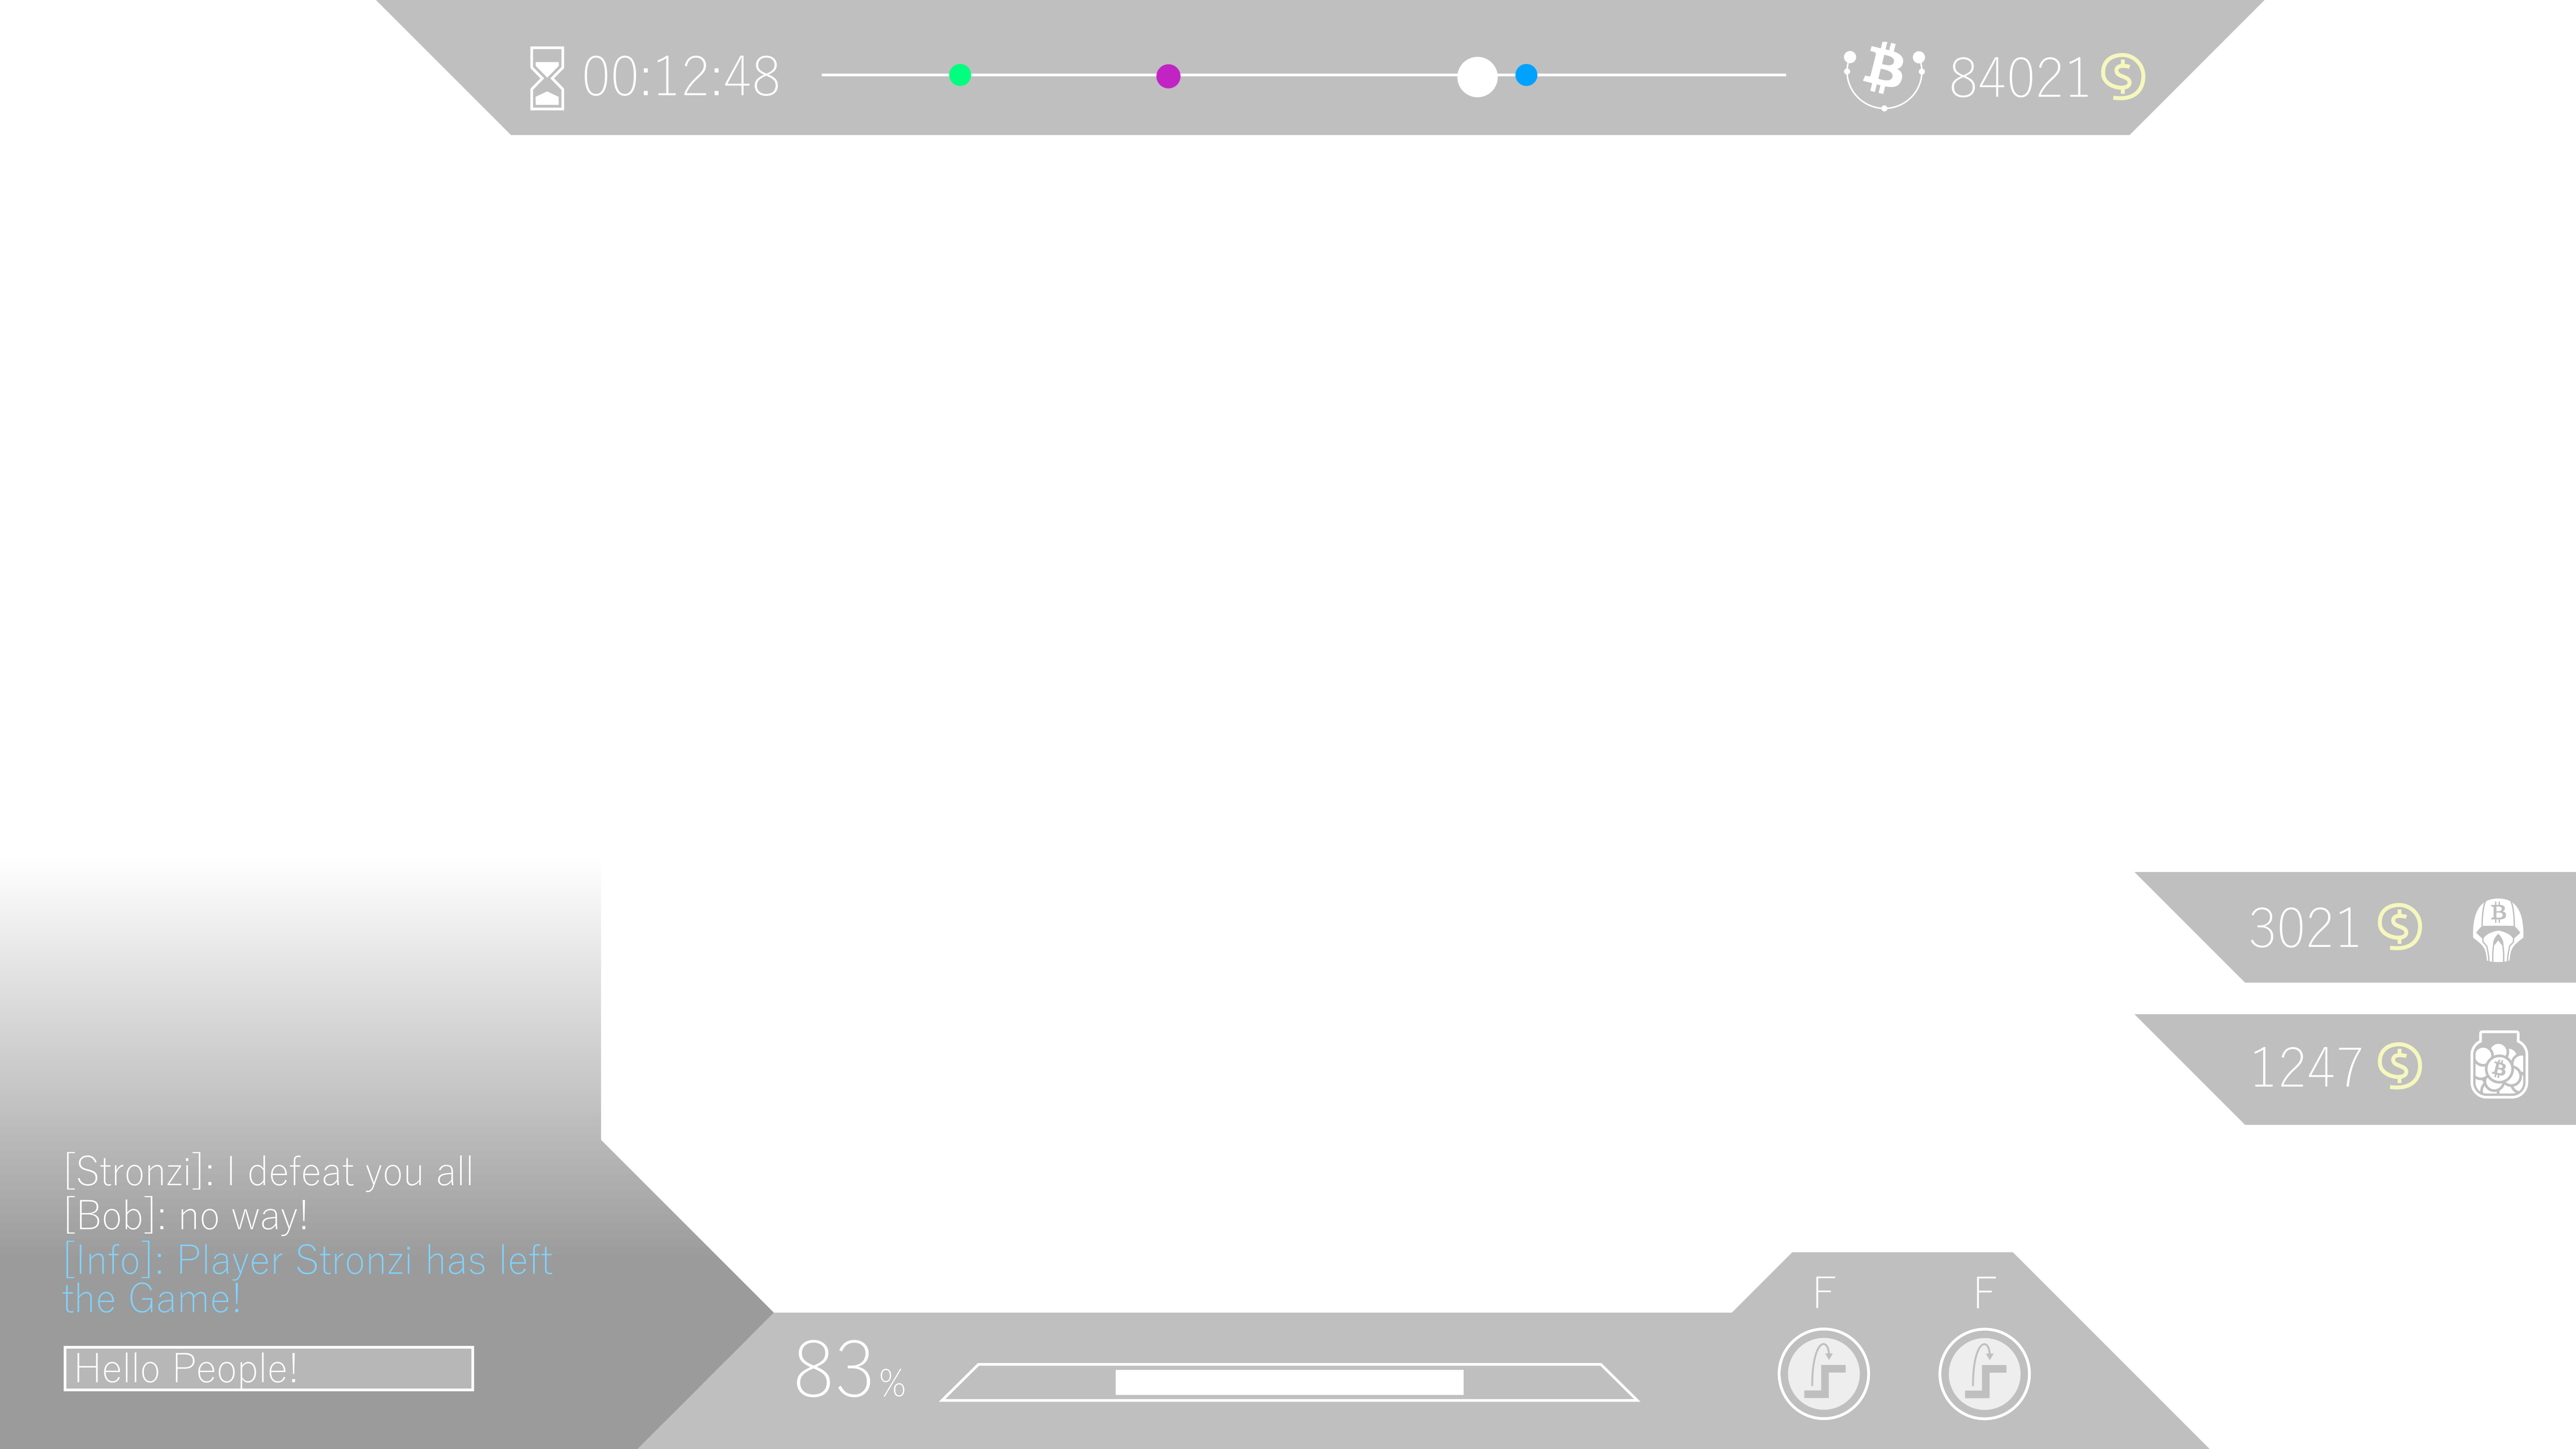 00:12:48
84021
3021
1247
[Stronzi]: I defeat you all
[Bob]: no way!
[Info]: Player Stronzi has left
the Game!
Hello People!
83%
F
F